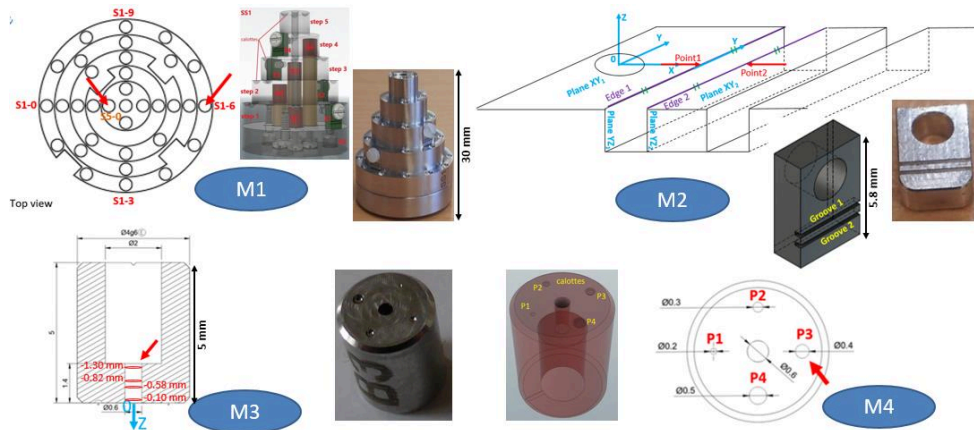 S1-9
S1-0
S1-6
S5-0
S1-3
Top view
SS1
step 5
calottes
step 4
step 3
step 2
step 1
30 mm
M1
Z
Y
0
X
Y
Point1
Point2
Plane XY₁
Edge 1
Edge 2
Plane XY₂
Plane YZ₁
Plane YZ₂
M2
Groove 1
Groove 2
5.8 mm
Ø4g6Ⓔ
Ø2
5
1.4
-1.30 mm
-0.82 mm
-0.58 mm
-0.10 mm
Ø0.6
0
Z
5 mm
M3
B3
calottes
P2
P3
P1
P4
P2
Ø0.3
Ø0.2
P1
P3
Ø0.4
Ø0.6
P4
Ø0.5
M4